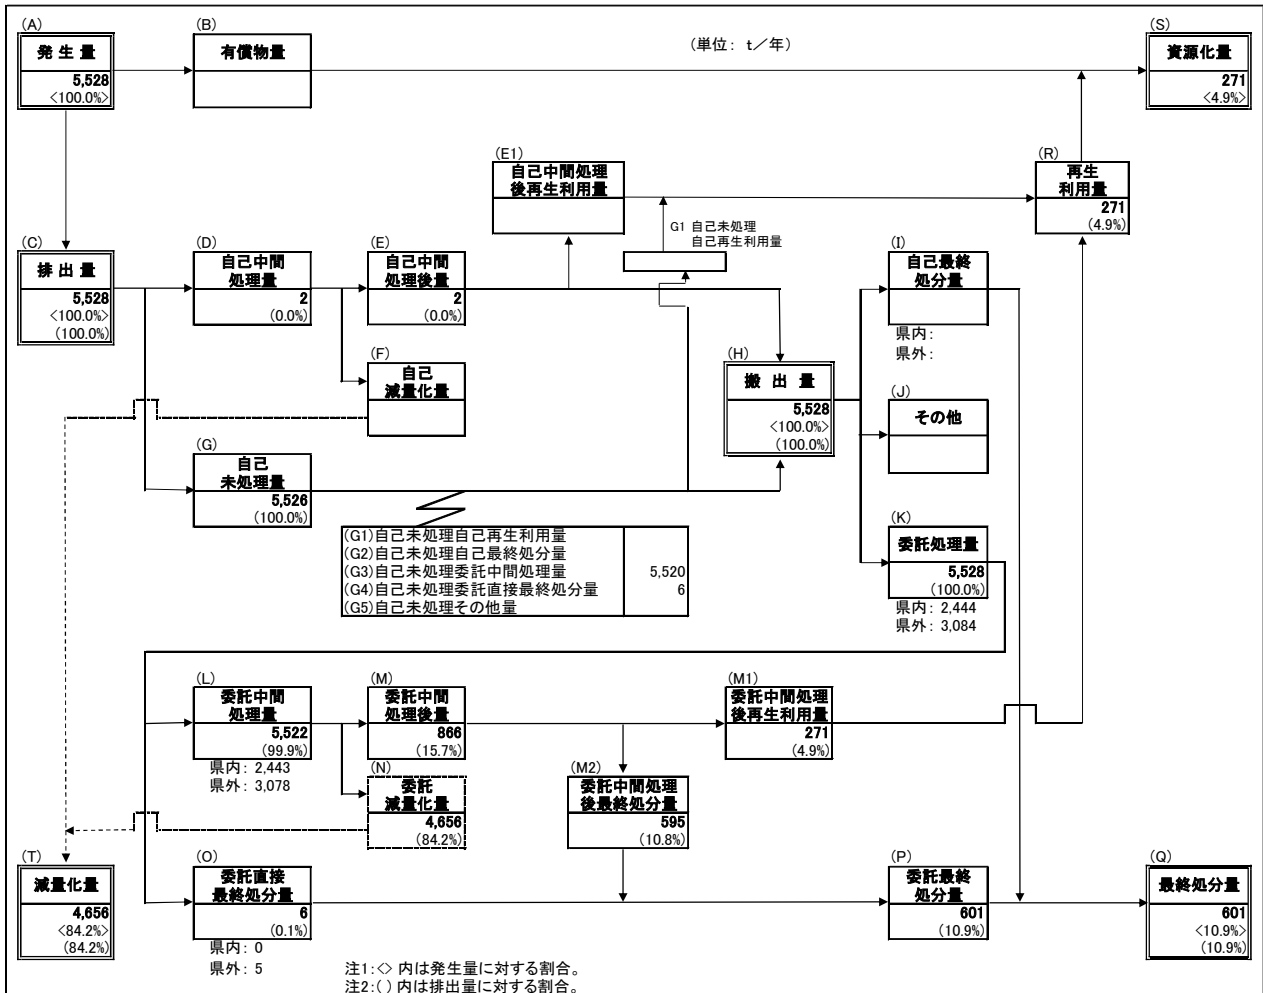 (A)
発 生 量
5,528
<100.0%>
(B)
有償物量
(単位: t/年)
(S)
資源化量
271
<4.9%>
(E1)
自己中間処理
後再生利用量
(R)
再生
利用量
271
(4.9%)
G1 自己未処理
自己再生利用量
(C)
排 出 量
5,528
<100.0%>
(100.0%)
(D)
自己中間
処理量
2
(0.0%)
(E)
自己中間
処理後量
2
(0.0%)
(I)
自己最終
処分量
県内:
県外:
(F)
自己
減量化量
(H)
搬 出 量
5,528
<100.0%>
(100.0%)
(J)
その他
(G)
自己
未処理量
5,526
(100.0%)
(G1)自己未処理自己再生利用量
(G2)自己未処理自己最終処分量
(G3)自己未処理委託中間処理量 5,520
(G4)自己未処理委託直接最終処分量 6
(G5)自己未処理その他量
(K)
委託処理量
5,528
(100.0%)
県内: 2,444
県外: 3,084
(L)
委託中間
処理量
5,522
(99.9%)
県内: 2,443
県外: 3,078
(M)
委託中間
処理後量
866
(15.7%)
(M1)
委託中間処理
後再生利用量
271
(4.9%)
(N)
委託
減量化量
4,656
(84.2%)
(M2)
委託中間処理
後最終処分量
595
(10.8%)
(T)
減量化量
4,656
<84.2%>
(84.2%)
(O)
委託直接
最終処分量
6
(0.1%)
県内: 0
県外: 5
(P)
委託最終
処分量
601
(10.9%)
(Q)
最終処分量
601
<10.9%>
(10.9%)
注1:<> 内は発生量に対する割合。
注2:( ) 内は排出量に対する割合。